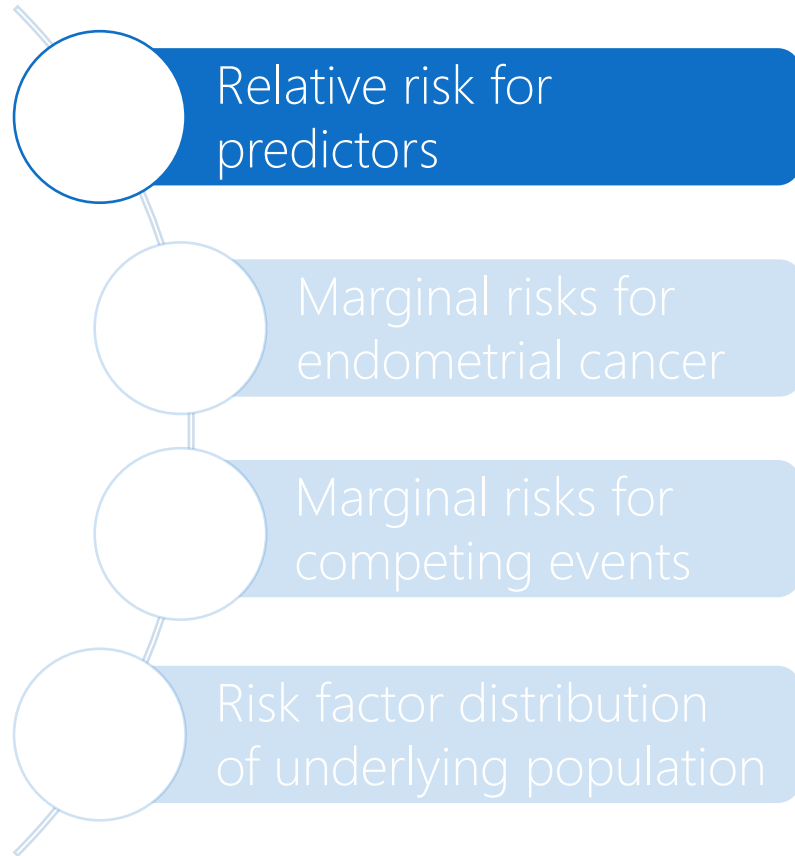 Relative risk for
predictors
Marginal risks for
endometrial cancer
Marginal risks for
competing events
Risk factor distribution
of underlying population